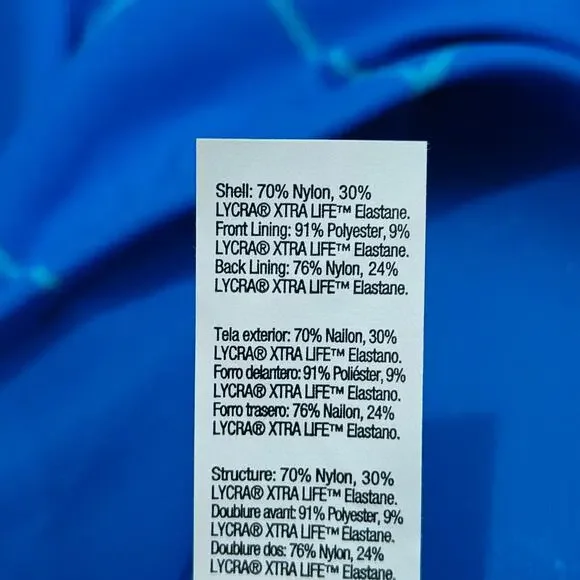 Shell: 70% Nylon, 30%
LYCRA® XTRA LIFE™ Elastane.
Front Lining: 91% Polyester, 9%
LYCRA® XTRA LIFE™ Elastane.
Back Lining: 76% Nylon, 24%
LYCRA® XTRA LIFE™ Elastane.
Tela exterior: 70% Nailon, 30%
LYCRA® XTRA LIFE™ Elastano.
Forro delantero: 91% Poliéster, 9%
LYCRA® XTRA LIFE™ Elastano.
Forro trasero: 76% Nailon, 24%
LYCRA® XTRA LIFE™ Elastano.
Structure: 70% Nylon, 30%
LYCRA® XTRA LIFE™ Elastane.
Doublure avant: 91% Polyester, 9%
LYCRA® XTRA LIFE™ Elastane.
Doublure dos: 76% Nylon, 24%
LYCRA® XTRA LIFE™ Elastane.